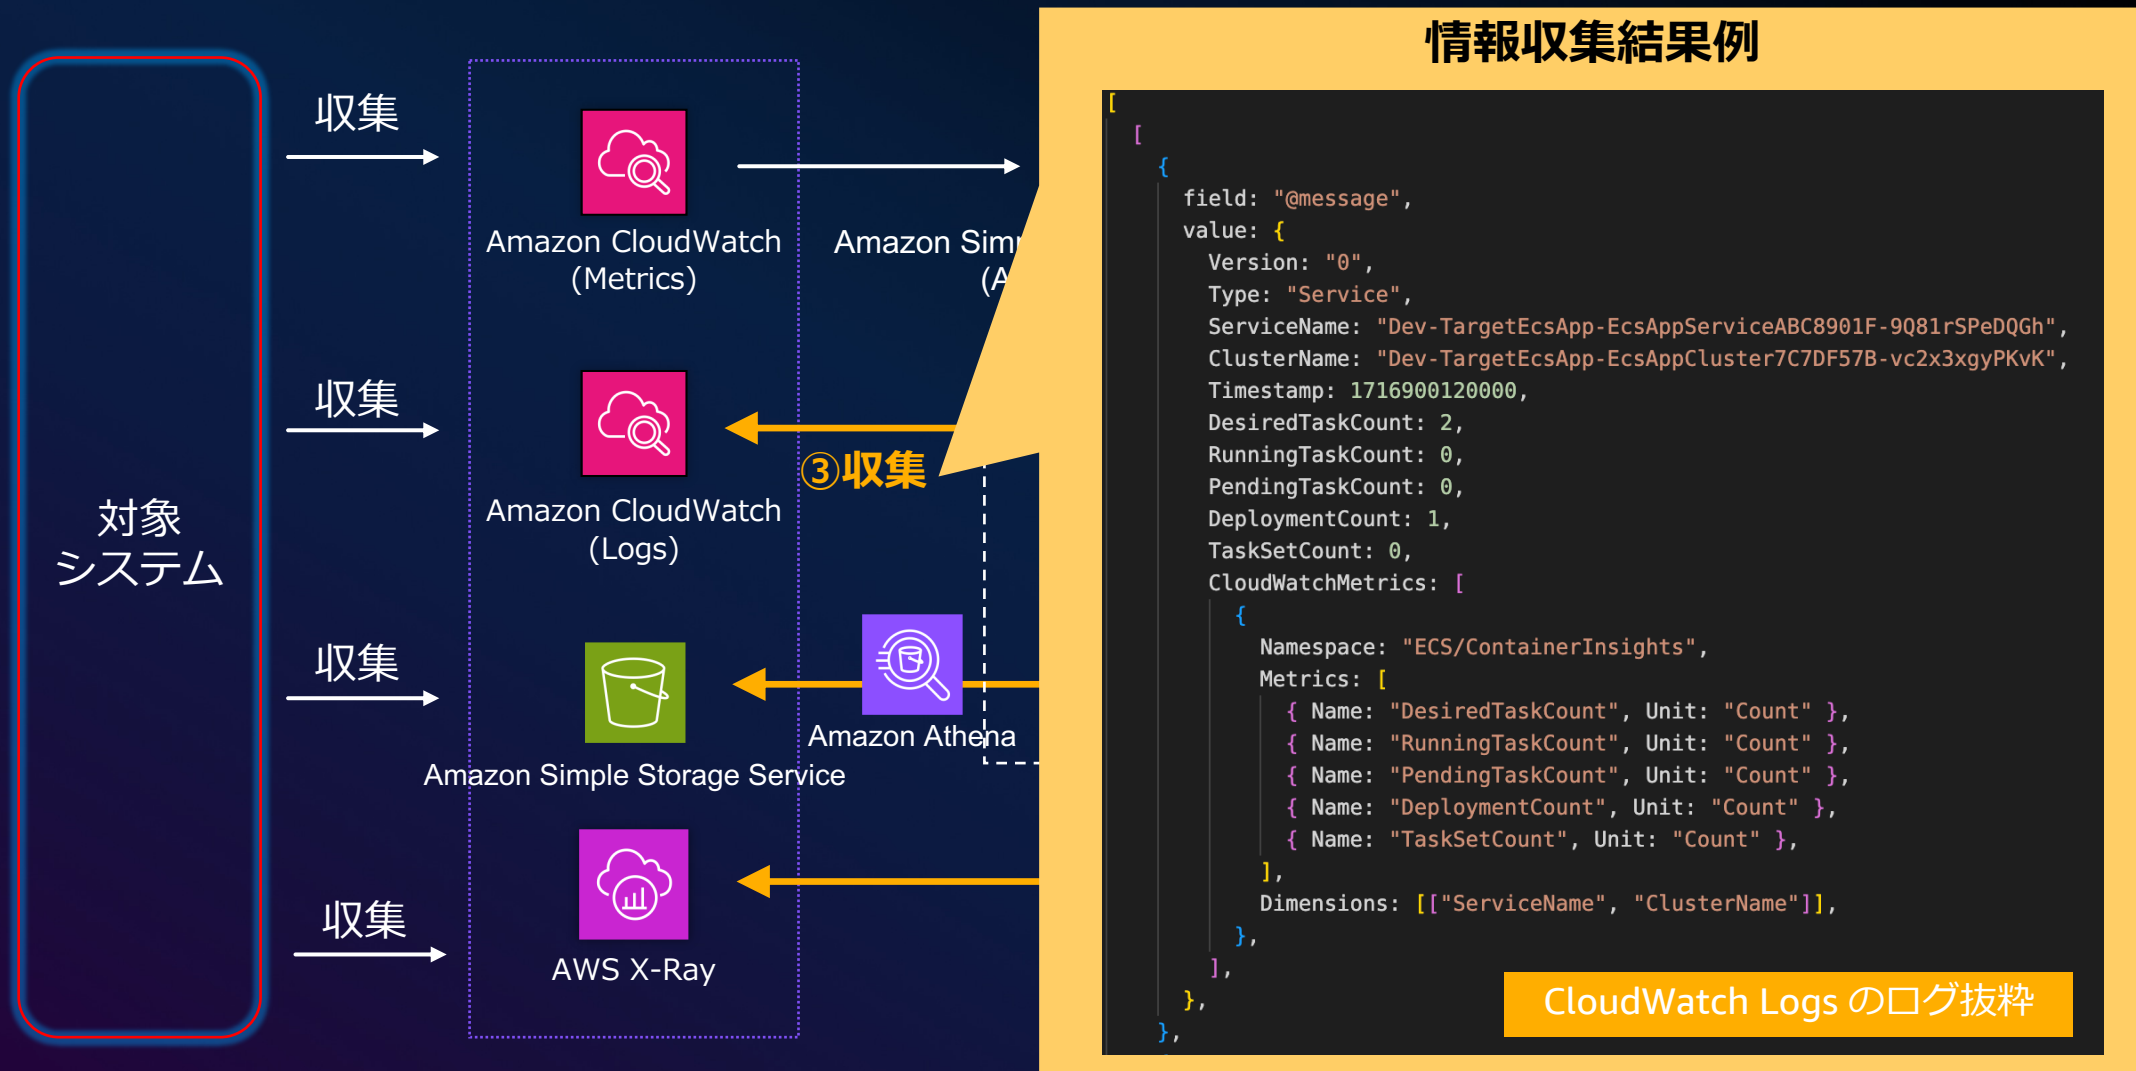 対象
システム
収集
Amazon CloudWatch
(Metrics)
収集
Amazon CloudWatch
(Logs)
③収集
収集
Amazon Simple Storage Service
Amazon Athena
収集
AWS X-Ray
情報収集結果例
[
[
{
field: "@message",
value: {
Version: "0",
Type: "Service",
ServiceName: "Dev-TargetEcsApp-EcsAppServiceABC8901F-9Q81rSPeDQGh",
ClusterName: "Dev-TargetEcsApp-EcsAppCluster7C7DF57B-vc2x3xgyPKvK",
Timestamp: 1716900120000,
DesiredTaskCount: 2,
RunningTaskCount: 0,
PendingTaskCount: 0,
DeploymentCount: 1,
TaskSetCount: 0,
CloudWatchMetrics: [
{
Namespace: "ECS/ContainerInsights",
Metrics: [
{ Name: "DesiredTaskCount", Unit: "Count" },
{ Name: "RunningTaskCount", Unit: "Count" },
{ Name: "PendingTaskCount", Unit: "Count" },
{ Name: "DeploymentCount", Unit: "Count" },
{ Name: "TaskSetCount", Unit: "Count" },
],
Dimensions: [["ServiceName", "ClusterName"]],
},
],
},
},
CloudWatch Logs のログ抜粋
Amazon